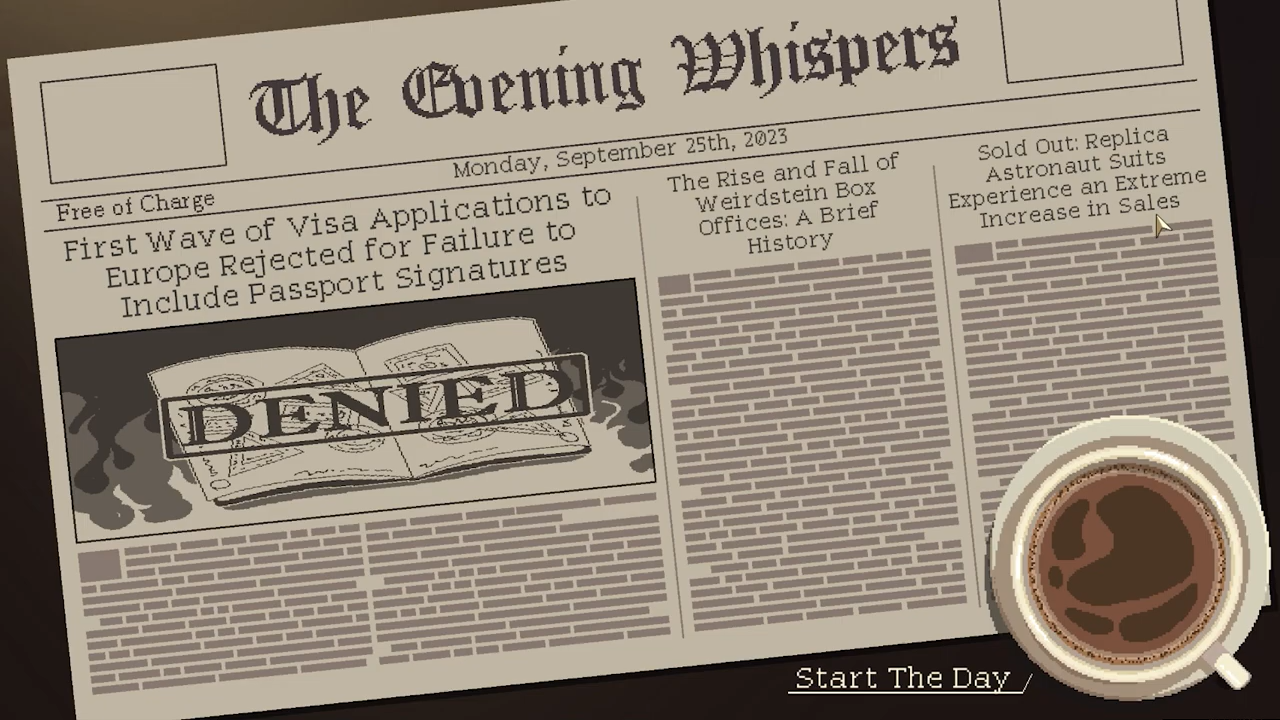 The Evening Whispers
Monday, September 25th, 2023
Free of Charge
First Wave of Visa Applications to
Europe Rejected for Failure to
Include Passport Signatures
DENIED
The Rise and Fall of
Weirdstein Box
Offices: A Brief
History
Sold Out: Replica
Astronaut Suits
Experience an Extreme
Increase in Sales
Start The Day